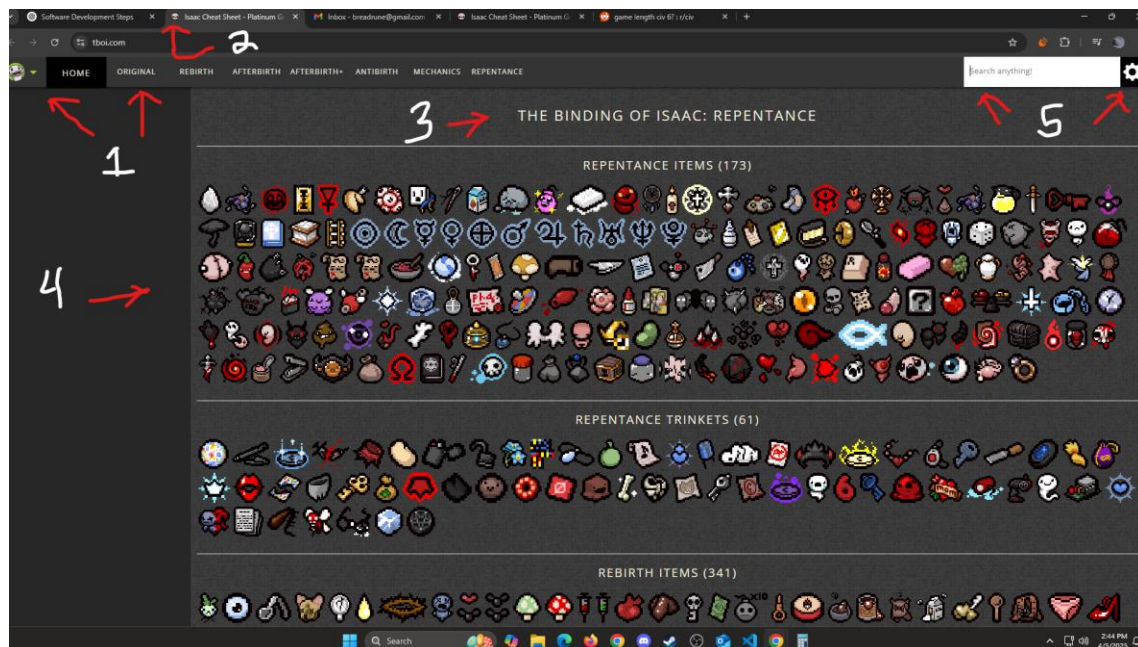 Software Development Steps
Isaac Cheat Sheet - Platinum G
Inbox - breadrune@gmail.com
Isaac Cheat Sheet - Platinum G
game length civ 6? : r/civ
2
tboi.com
HOME ORIGINAL REBIRTH AFTERBIRTH AFTERBIRTH+ ANTIBIRTH MECHANICS REPENTANCE
Search anything!
1
3
5
THE BINDING OF ISAAC: REPENTANCE
REPENTANCE ITEMS (173)
4
REPENTANCE TRINKETS (61)
REBIRTH ITEMS (341)
Search
2:44 PM
4/5/2025